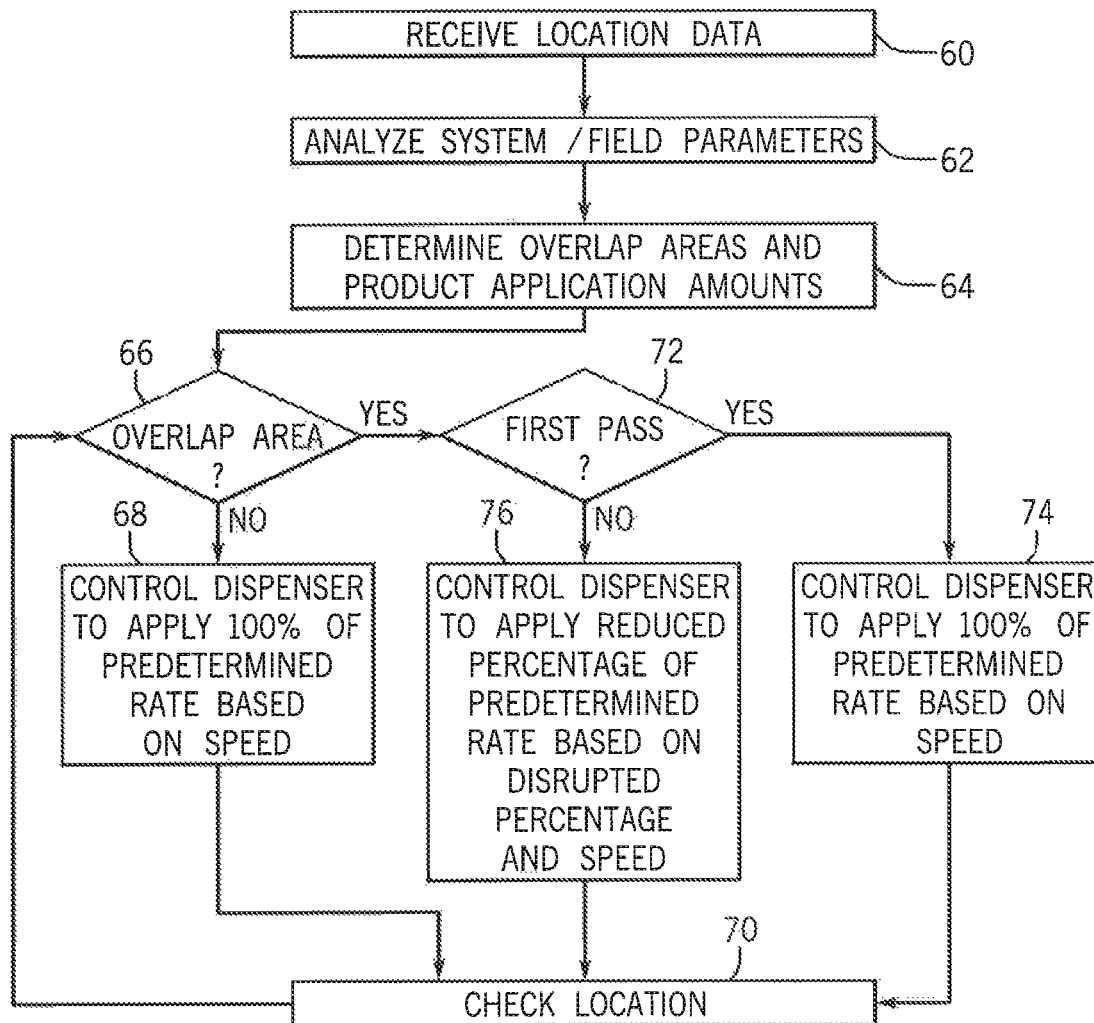 RECEIVE LOCATION DATA
60
ANALYZE SYSTEM / FIELD PARAMETERS
62
DETERMINE OVERLAP AREAS AND
PRODUCT APPLICATION AMOUNTS
64
66
OVERLAP AREA
?
YES
NO
72
FIRST PASS
?
YES
NO
68
CONTROL DISPENSER
TO APPLY 100% OF
PREDETERMINED
RATE BASED
ON SPEED
76
CONTROL DISPENSER
TO APPLY REDUCED
PERCENTAGE OF
PREDETERMINED
RATE BASED ON
DISRUPTED
PERCENTAGE
AND SPEED
74
CONTROL DISPENSER
TO APPLY 100% OF
PREDETERMINED
RATE BASED ON
SPEED
70
CHECK LOCATION